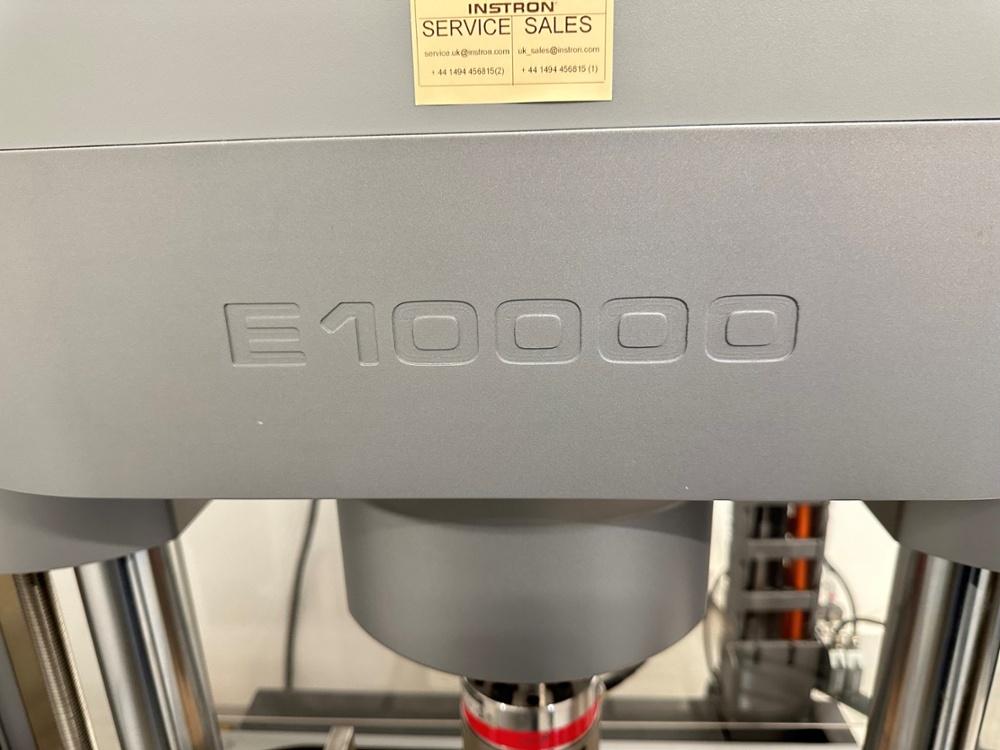 INSTRON®
SERVICE SALES
service.uk@instron.com uk_sales@instron.com
+ 44 1494 456815(2) + 44 1494 456815 (1)
E10000